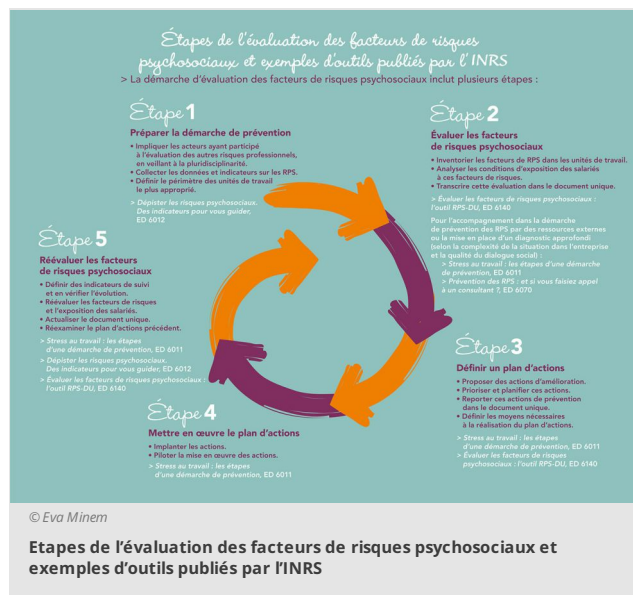 Étapes de l'évaluation des facteurs de risques
psychosociaux et exemples d'outils publiés par l'INRS
> La démarche d'évaluation des facteurs de risques psychosociaux inclut plusieurs étapes :
Étape 1
Préparer la démarche de prévention
• Impliquer les acteurs ayant participé
à l'évaluation des autres risques professionnels,
en veillant à la pluridisciplinarité.
• Collecter les données et indicateurs sur les RPS.
• Définir le périmètre des unités de travail
le plus approprié.
> Dépister les risques psychosociaux.
Des indicateurs pour vous guider,
ED 6012
Étape 2
Évaluer les facteurs
de risques psychosociaux
• Inventorier les facteurs de RPS dans les unités de travail.
• Analyser les conditions d'exposition des salariés
à ces facteurs de risques.
• Transcrire cette évaluation dans le document unique.
> Évaluer les facteurs de risques psychosociaux :
l'outil RPS-DU, ED 6140
Pour l'accompagnement dans la démarche
de prévention des RPS par des ressources externes
ou la mise en place d'un diagnostic approfondi
(selon la complexité de la situation dans l'entreprise
et la qualité du dialogue social) :
> Stress au travail : les étapes d'une démarche
de prévention, ED 6011
> Prévention des RPS : et si vous faisiez appel
à un consultant ?, ED 6070
Étape 3
Définir un plan d'actions
• Proposer des actions d'amélioration.
• Prioriser et planifier ces actions.
• Reporter ces actions de prévention
dans le document unique.
• Définir les moyens nécessaires
à la réalisation du plan d'actions.
> Stress au travail : les étapes
d'une démarche de prévention, ED 6011
> Évaluer les facteurs de risques
psychosociaux : l'outil RPS-DU, ED 6140
Étape 4
Mettre en œuvre le plan d'actions
• Implanter les actions.
• Piloter la mise en œuvre des actions.
> Stress au travail : les étapes
d'une démarche de prévention, ED 6011
Étape 5
Réévaluer les facteurs
de risques psychosociaux
• Définir des indicateurs de suivi
et en vérifier l'évolution.
• Réévaluer les facteurs de risques
et l'exposition des salariés.
• Actualiser le document unique.
• Réexaminer le plan d'actions précédent.
> Stress au travail : les étapes
d'une démarche de prévention, ED 6011
> Dépister les risques psychosociaux.
Des indicateurs pour vous guider, ED 6012
> Évaluer les facteurs de risques psychosociaux :
l'outil RPS-DU, ED 6140
© Eva Minem
Etapes de l'évaluation des facteurs de risques psychosociaux et
exemples d'outils publiés par l'INRS